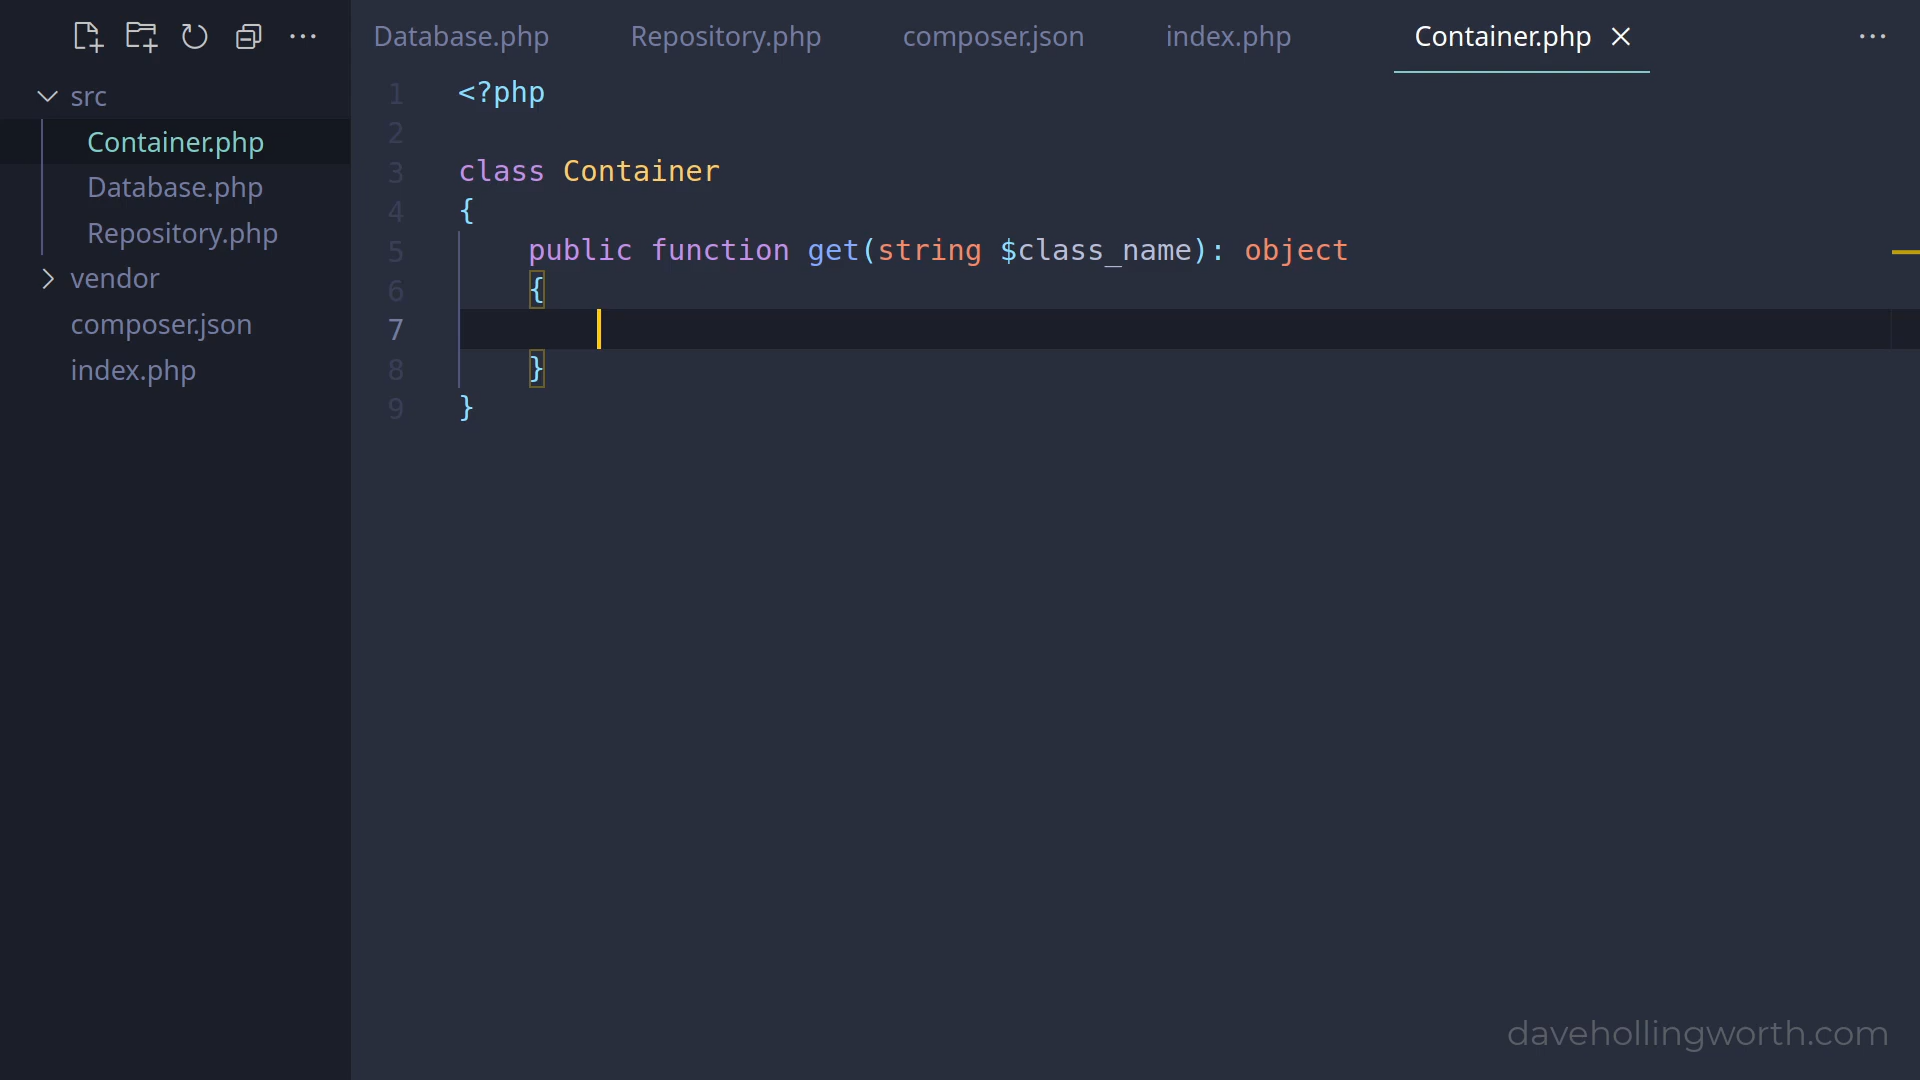 Database.php Repository.php composer.json index.php Container.php
src
Container.php
Database.php
Repository.php
vendor
composer.json
index.php
1 <?php
2
3 class Container
4 {
5     public function get(string $class_name): object
6     {
7
8     }
9 }
davehollingworth.com